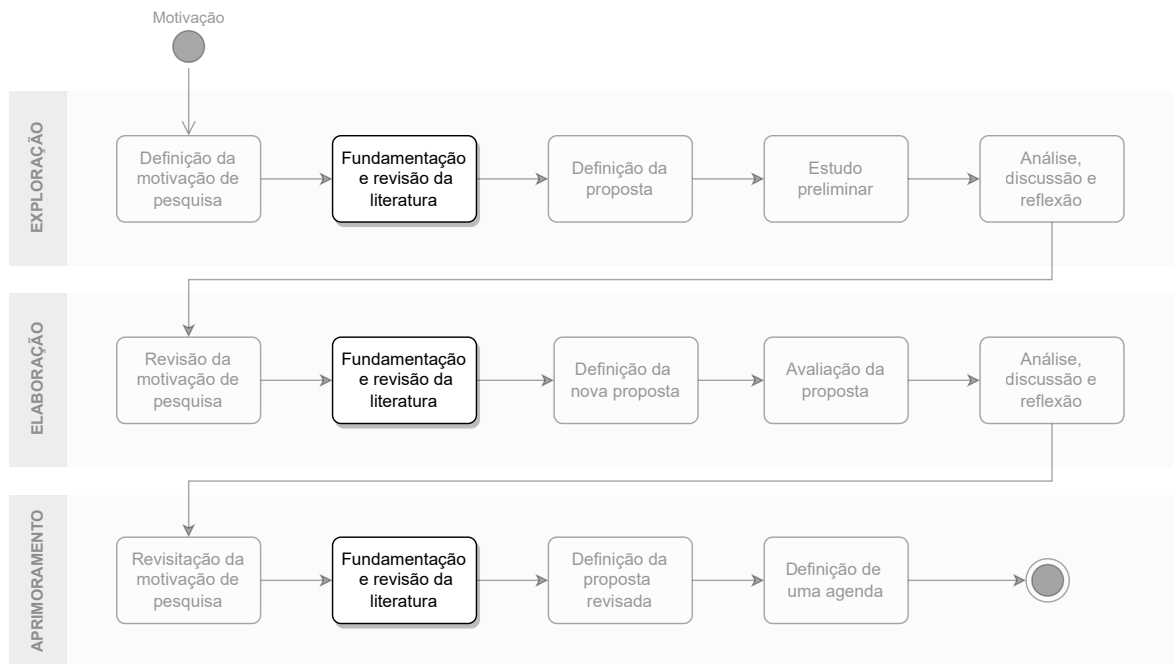 Motivação
EXPLORAÇÃO
Definição da
motivação de
pesquisa
Fundamentação
e revisão da
literatura
Definição da
proposta
Estudo
preliminar
Análise,
discussão e
reflexão
ELABORAÇÃO
Revisão da
motivação de
pesquisa
Fundamentação
e revisão da
literatura
Definição da
nova proposta
Avaliação da
proposta
Análise,
discussão e
reflexão
APRIMORAMENTO
Revisitação da
motivação de
pesquisa
Fundamentação
e revisão da
literatura
Definição da
proposta
revisada
Definição de
uma agenda